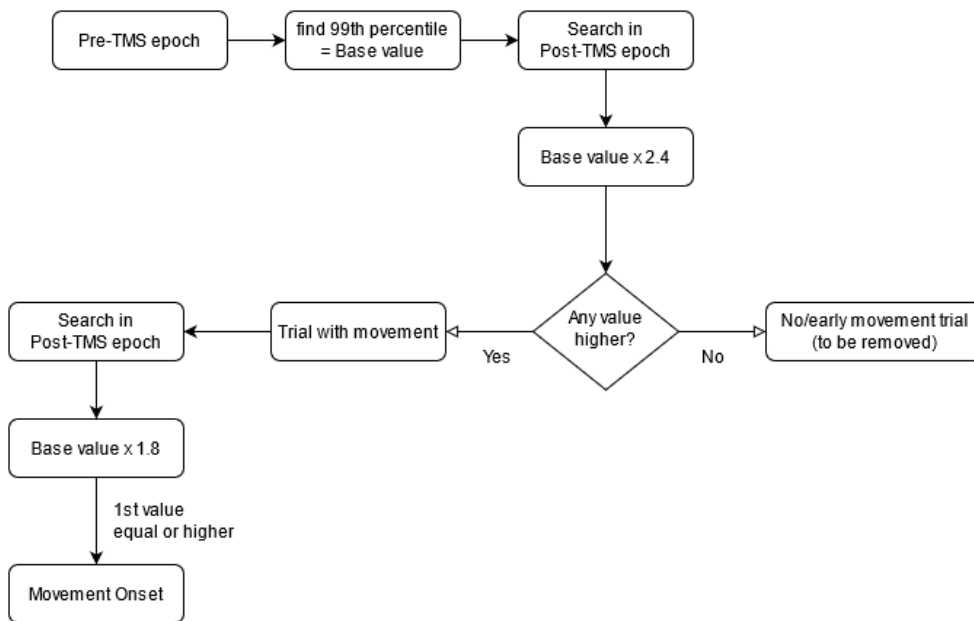 Pre-TMS epoch
find 99th percentile
= Base value
Search in
Post-TMS epoch
Base value x 2.4
Any value
higher?
Yes
No
Trial with movement
No/early movement trial
(to be removed)
Search in
Post-TMS epoch
Base value x 1.8
1st value
equal or higher
Movement Onset